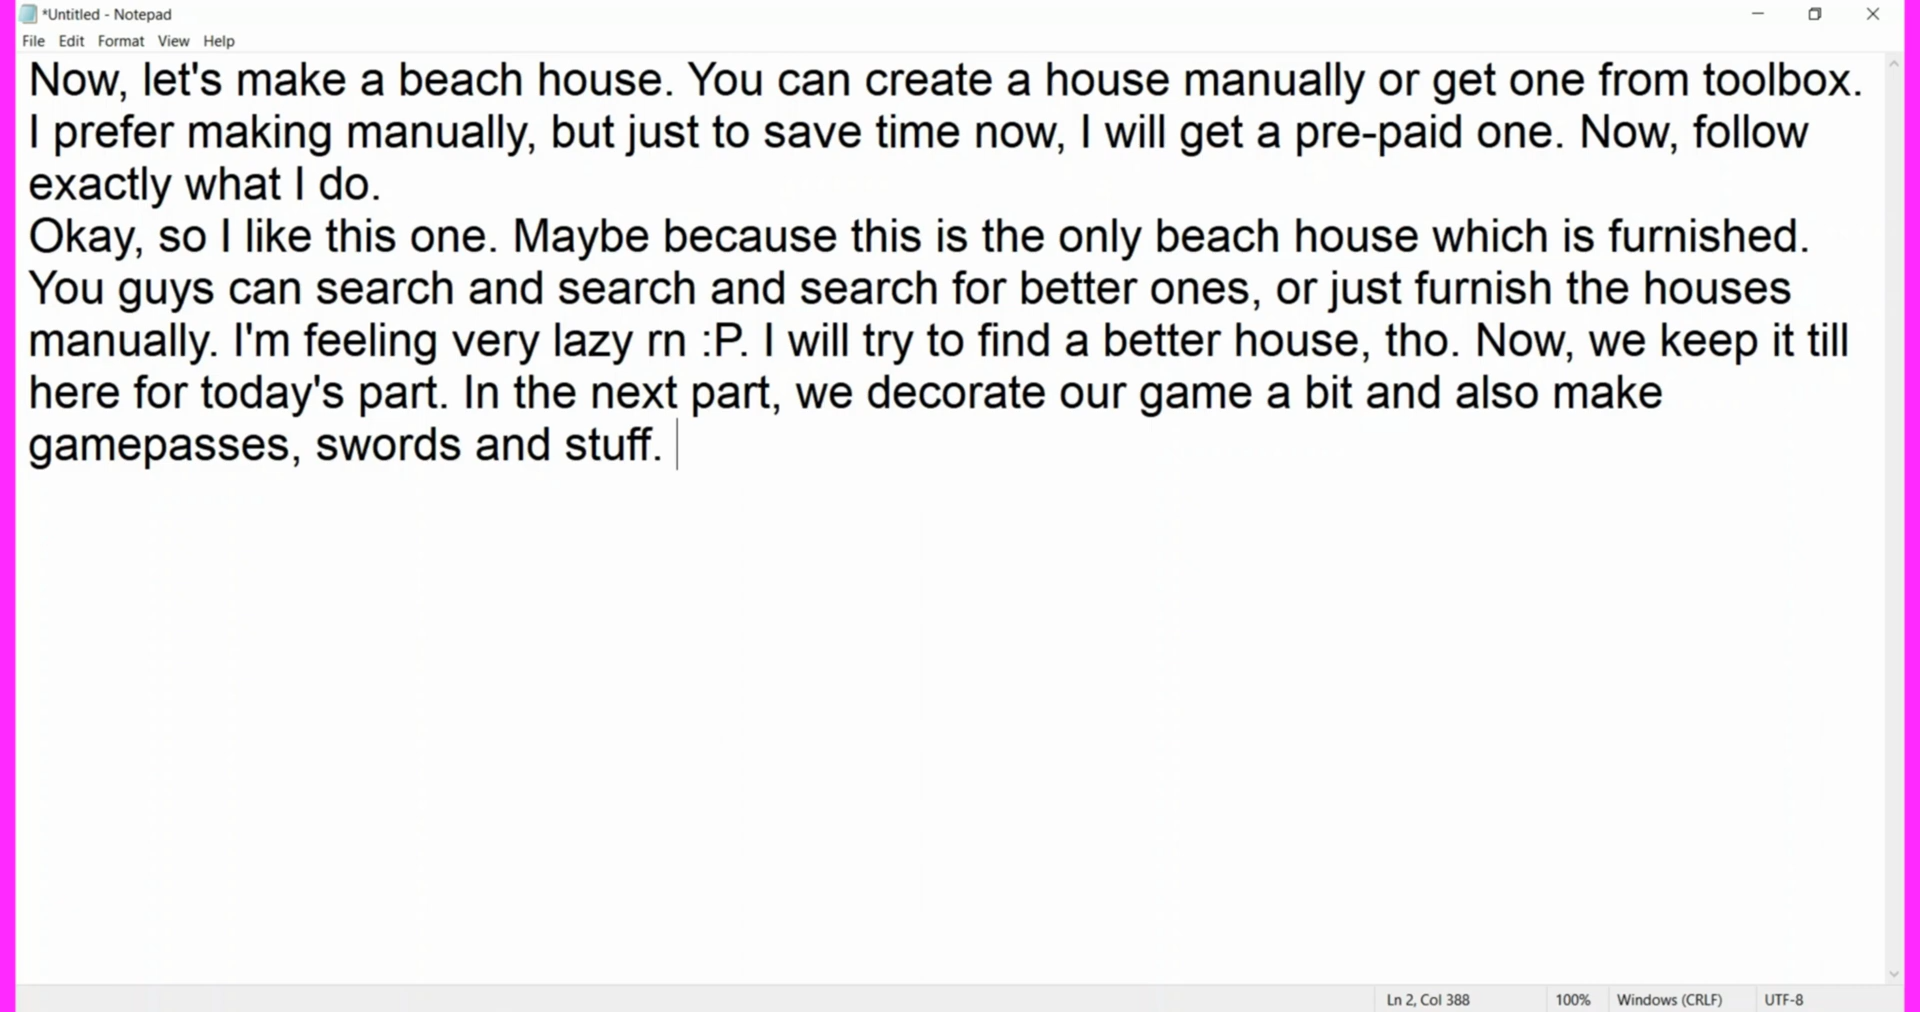 *Untitled - Notepad
File Edit Format View Help
Now, let's make a beach house. You can create a house manually or get one from toolbox.
I prefer making manually, but just to save time now, I will get a pre-paid one. Now, follow
exactly what I do.
Okay, so I like this one. Maybe because this is the only beach house which is furnished.
You guys can search and search and search for better ones, or just furnish the houses
manually. I'm feeling very lazy rn :P. I will try to find a better house, tho. Now, we keep it till
here for today's part. In the next part, we decorate our game a bit and also make
gamepasses, swords and stuff.
Ln 2, Col 388 100% Windows (CRLF) UTF-8